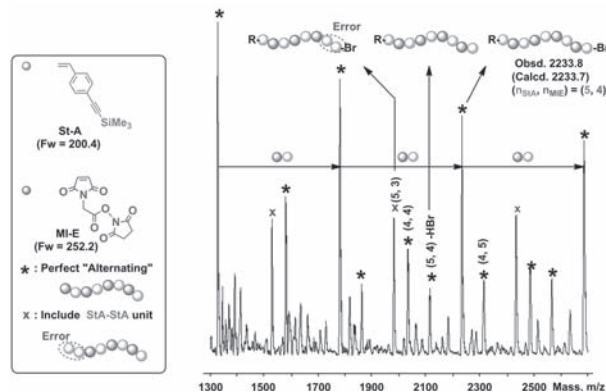 SiMe₃
St-A
(Fw = 200.4)
O
N
O
O
O
O
N
O
MI-E
(Fw = 252.2)
* : Perfect "Alternating"
x : Include StA-StA unit
Error
Error
R-
-Br
R-
R-
-Br
Obsd. 2233.8
(Calcd. 2233.7)
(nStA, nMIE) = (5, 4)
* * * *
x (5, 3)
* (4, 4)
* (5, 4) -HBr
* (4, 5)
x * * x * *
1300 1500 1700 1900 2100 2300 2500
Mass, m/z